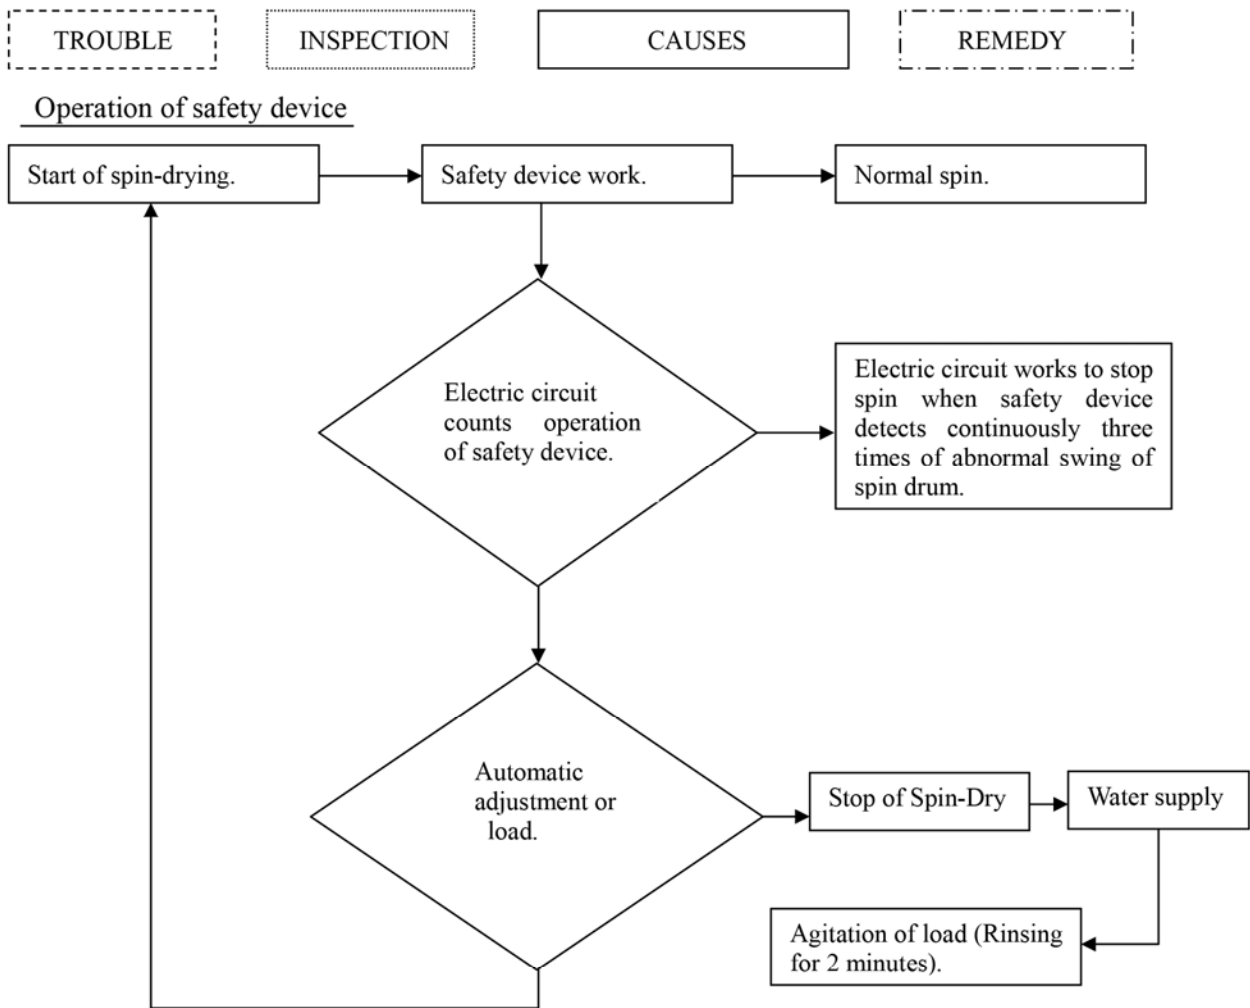 TROUBLE
INSPECTION
CAUSES
REMEDY
Operation of safety device
Start of spin-drying.
Safety device work.
Normal spin.
Electric circuit
counts operation
of safety device.
Electric circuit works to stop
spin when safety device
detects continuously three
times of abnormal swing of
spin drum.
Automatic
adjustment or
load.
Stop of Spin-Dry
Water supply
Agitation of load (Rinsing
for 2 minutes).